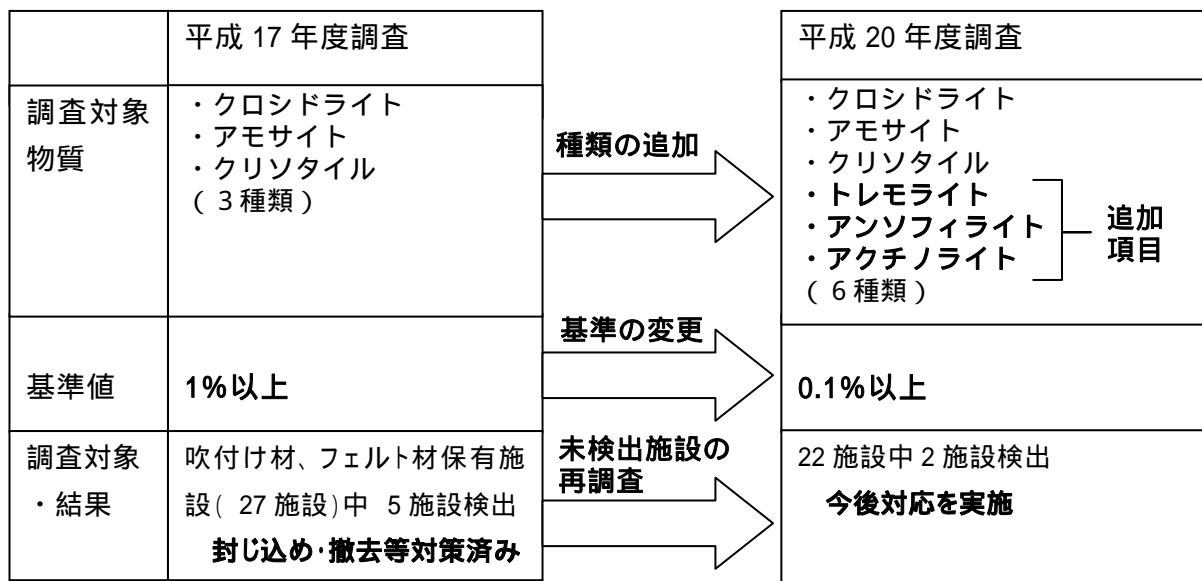 平成 17 年度調査
平成 20 年度調査
調査対象
物質
・クロシドライト
・アモサイト
・クリソタイル
（３種類）
種類の追加
・クロシドライト
・アモサイト
・クリソタイル
・トレモライト
・アンソフィライト
・アクチノライト
（６種類）
追加
項目
基準値
1%以上
基準の変更
0.1%以上
調査対象
・結果
吹付け材、フェルト材保有施
設（ 27 施設）中 5 施設検出
封じ込め・撤去等対策済み
未検出施設の
再調査
22 施設中 2 施設検出
今後対応を実施